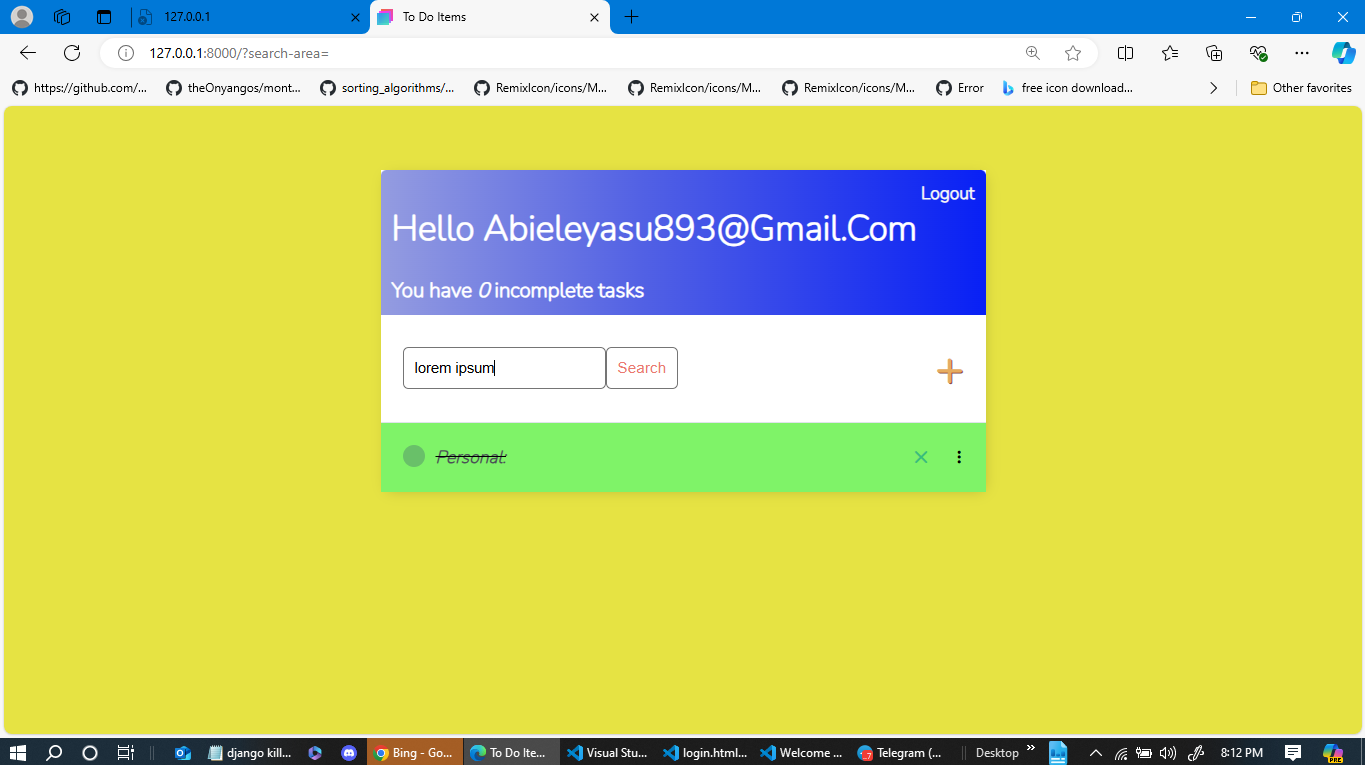 127.0.0.1
To Do Items
127.0.0.1:8000/?search-area=
https://github.com/...
theOnyangos/mont...
sorting_algorithms/...
RemixIcon/icons/M...
RemixIcon/icons/M...
RemixIcon/icons/M...
Error
free icon download...
Other favorites
Logout
Hello Abieleyasu893@Gmail.Com
You have 0 incomplete tasks
lorem ipsum
Search
Personal:
django kill...
Bing - Go...
To Do Ite...
Visual Stu...
login.html...
Welcome ...
Telegram (...
Desktop
8:12 PM
PRE